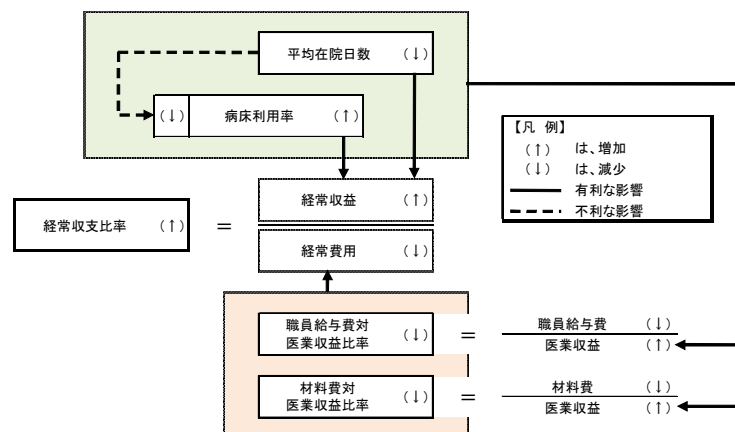 平均在院日数 (↓)
(↓) 病床利用率 (↑)
【凡 例】
(↑) は、増加
(↓) は、減少
有利な影響
不利な影響
経常収支比率 (↑) = 経常収益 (↑)
経常費用 (↓)
職員給与費対
医業収益比率 (↓) = 職員給与費 (↓)
医業収益 (↑)
材料費対
医業収益比率 (↓) = 材料費 (↓)
医業収益 (↑)